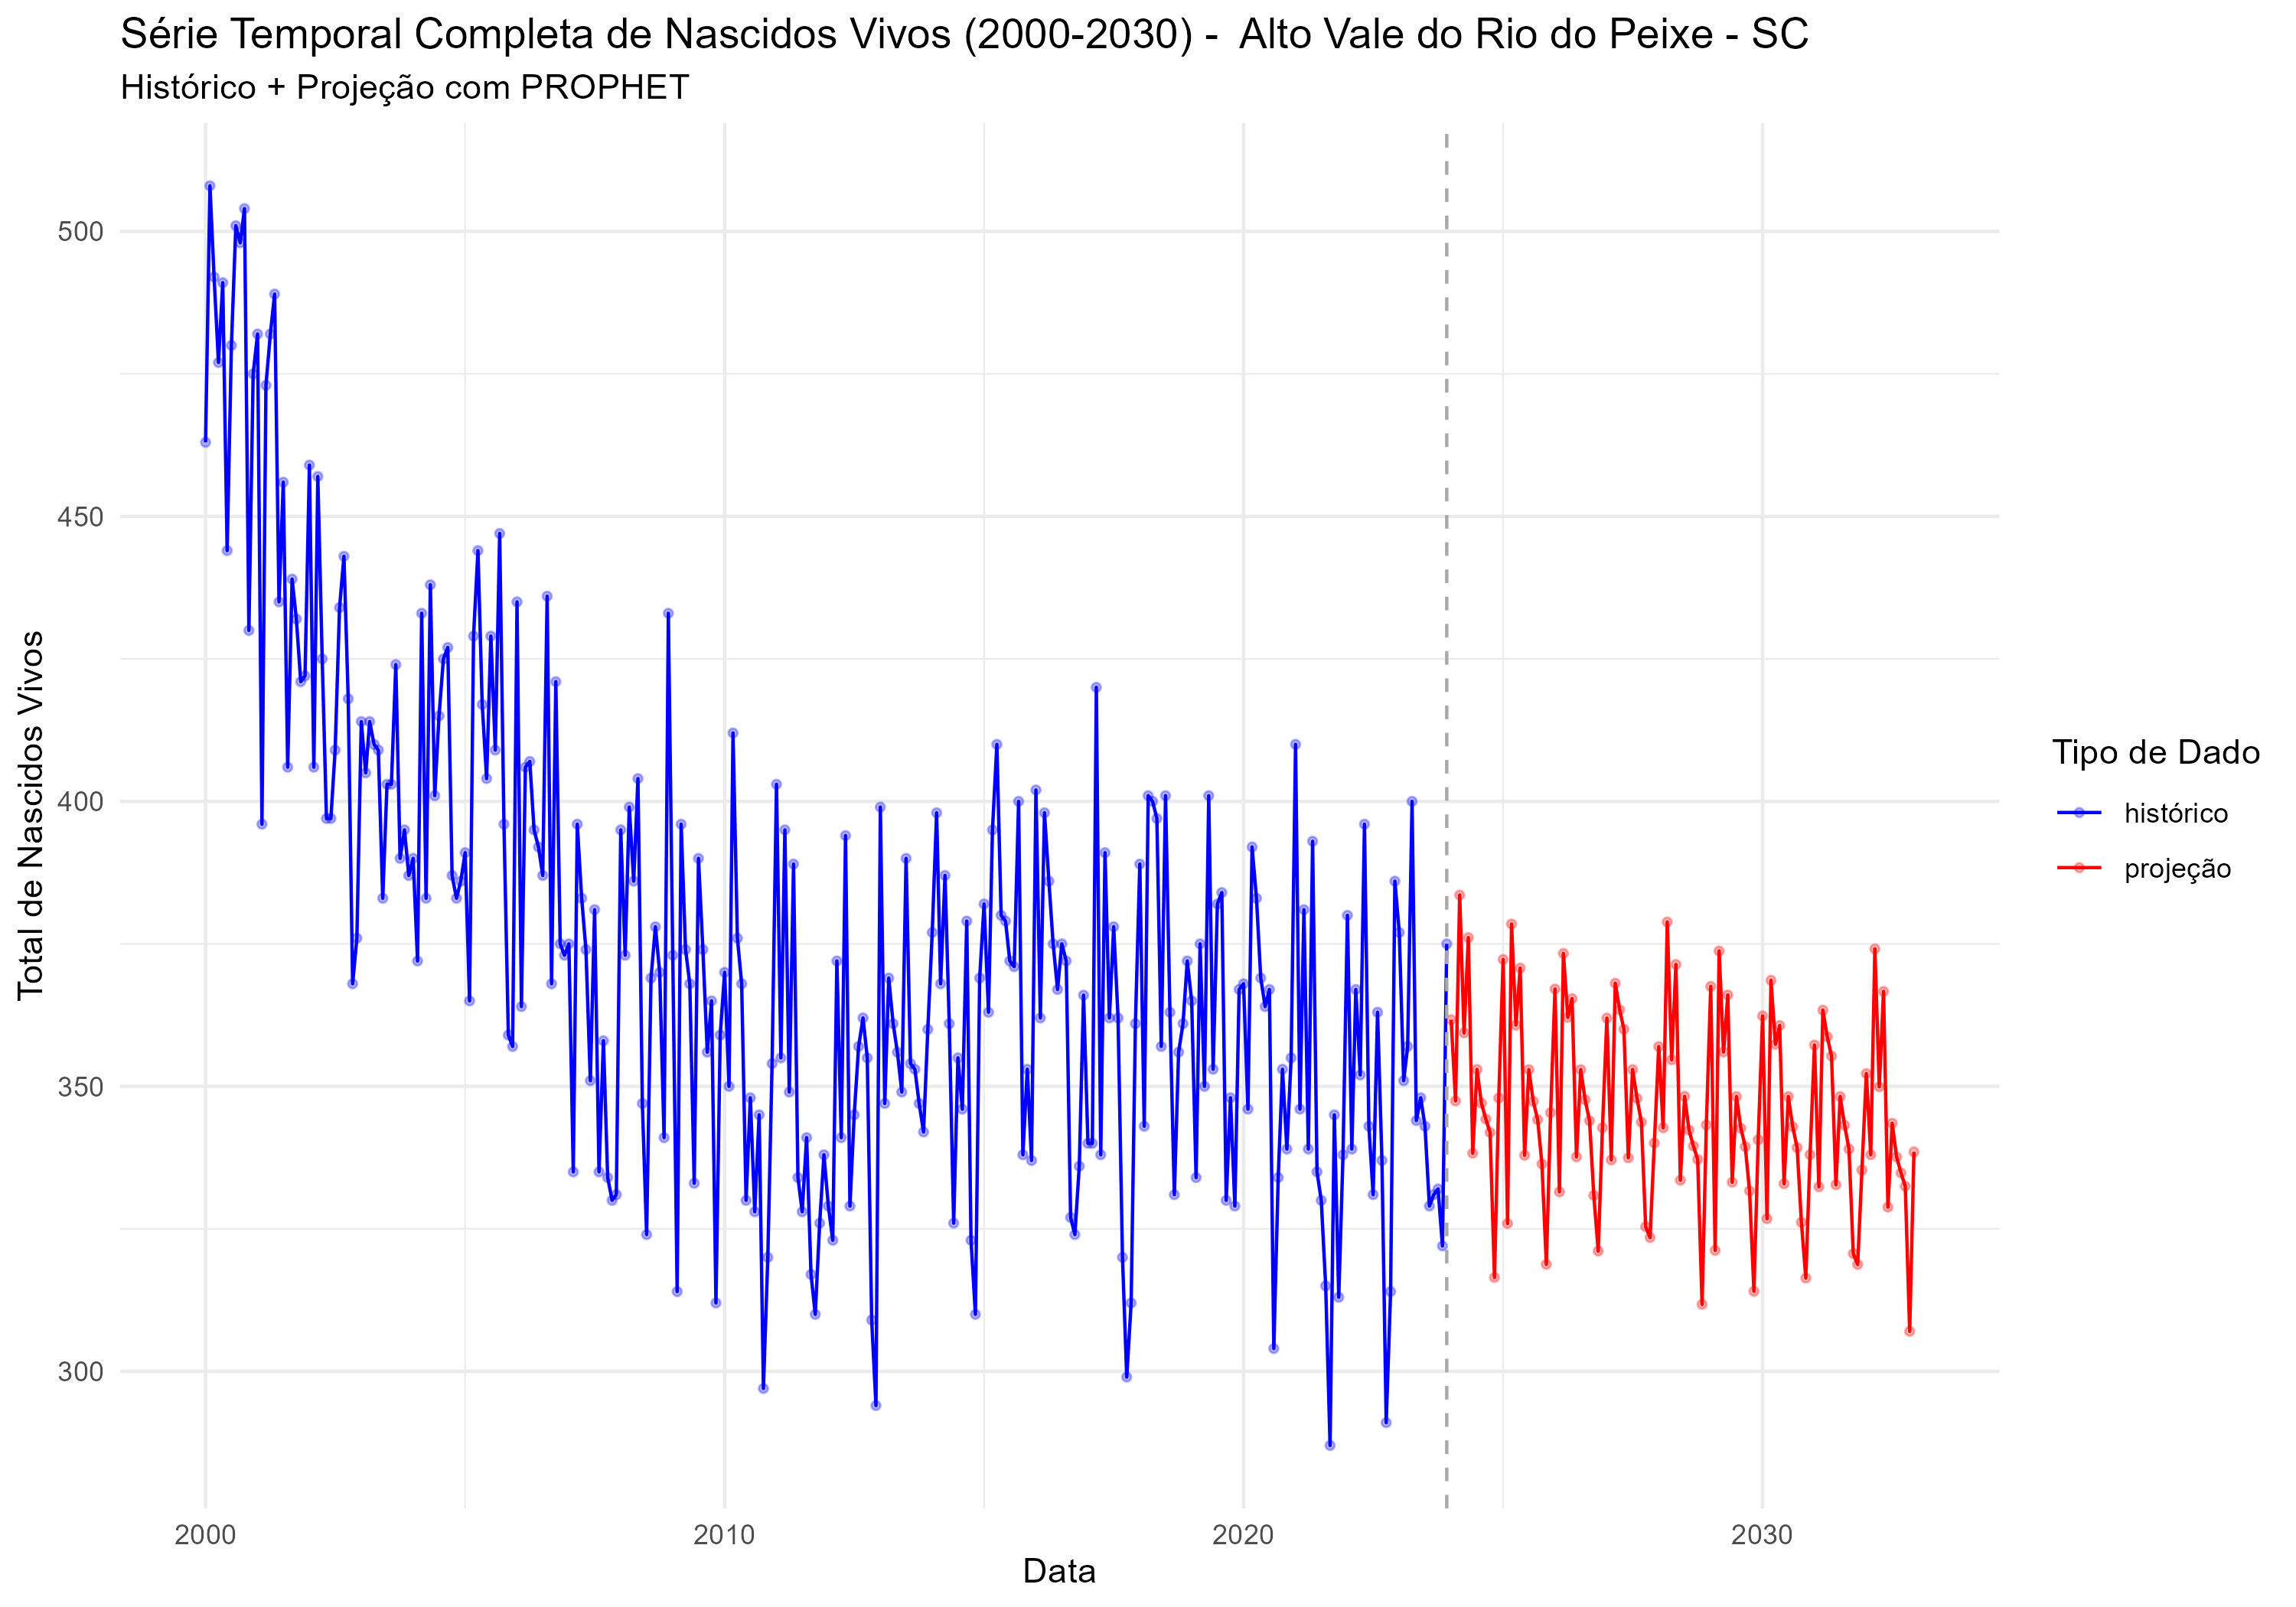 Série Temporal Completa de Nascidos Vivos (2000-2030) -  Alto Vale do Rio do Peixe - SC
Histórico + Projeção com PROPHET
Total de Nascidos Vivos
500
450
400
350
300
2000
2010
2020
2030
Data
Tipo de Dado
histórico
projeção